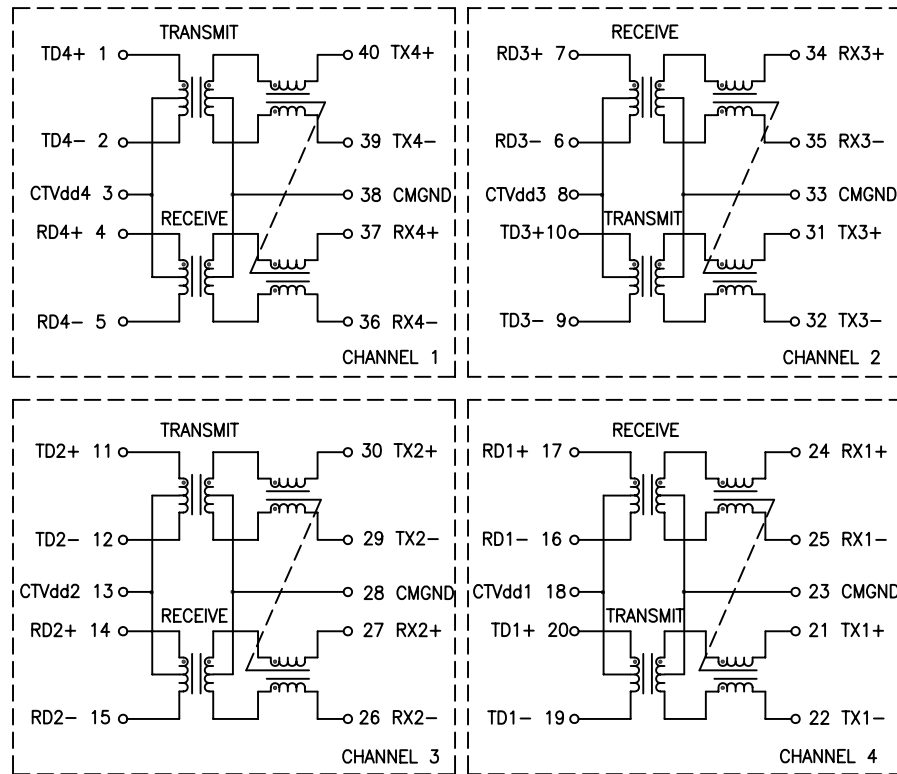 TRANSMIT
TD4+ 1 40 TX4+
TD4- 2 39 TX4-
CTVdd4 3 38 CMGND
RECEIVE
RD4+ 4 37 RX4+
RD4- 5 36 RX4-
CHANNEL 1
RECEIVE
RD3+ 7 34 RX3+
RD3- 6 35 RX3-
CTVdd3 8 33 CMGND
TRANSMIT
TD3+ 10 31 TX3+
TD3- 9 32 TX3-
CHANNEL 2
TRANSMIT
TD2+ 11 30 TX2+
TD2- 12 29 TX2-
CTVdd2 13 28 CMGND
RECEIVE
RD2+ 14 27 RX2+
RD2- 15 26 RX2-
CHANNEL 3
RECEIVE
RD1+ 17 24 RX1+
RD1- 16 25 RX1-
CTVdd1 18 23 CMGND
TRANSMIT
TD1+ 20 21 TX1+
TD1- 19 22 TX1-
CHANNEL 4